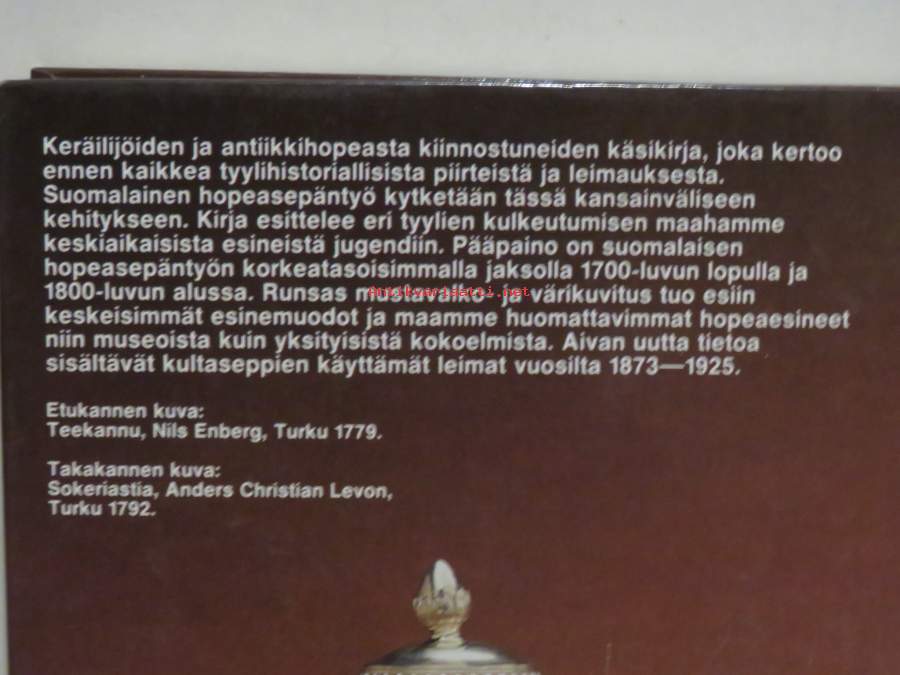 Keräilijöiden ja antiikkihopeasta kiinnostuneiden käsikirja, joka kertoo
ennen kaikkea tyylihistoriallisista piirteistä ja leimauksesta.
Suomalainen hopeasepäntyö kytketään tässä kansainväliseen
kehitykseen. Kirja esittelee eri tyylien kulkeutumisen maahamme
keskiaikaisista esineistä jugendiin. Pääpaino on suomalaisen
hopeasepäntyön korkeatasoisimmalla jaksolla 1700-luvun lopulla ja
1800-luvun alussa. Runsas värikuvitus tuo esiin
Antikvariaatti.net
keskeisimmät esinemuodot ja maamme huomattavimmat hopeaesineet
niin museoista kuin yksityisistä kokoelmista. Aivan uutta tietoa
sisältävät kultaseppien käyttämät leimat vuosilta 1873—1925.
Etukannen kuva:
Teekannu, Nils Enberg, Turku 1779.
Takakannen kuva:
Sokeriastia, Anders Christian Levon,
Turku 1792.